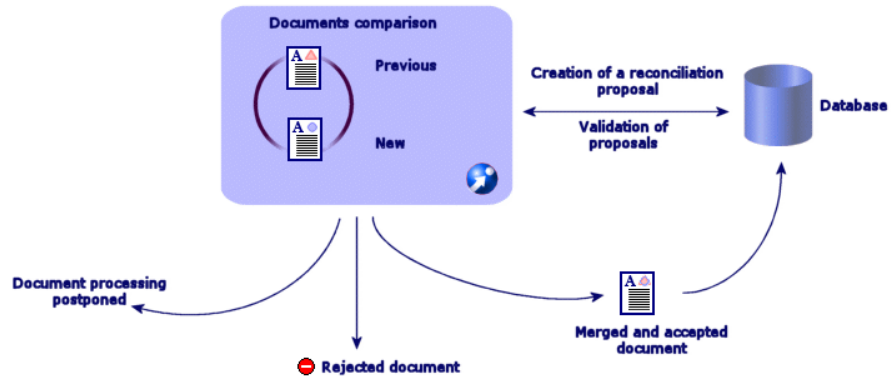 Documents comparison
A
Previous
A
New
Creation of a reconciliation
proposal
Validation of
proposals
Database
Document processing
postponed
Rejected document
A
Merged and accepted
document